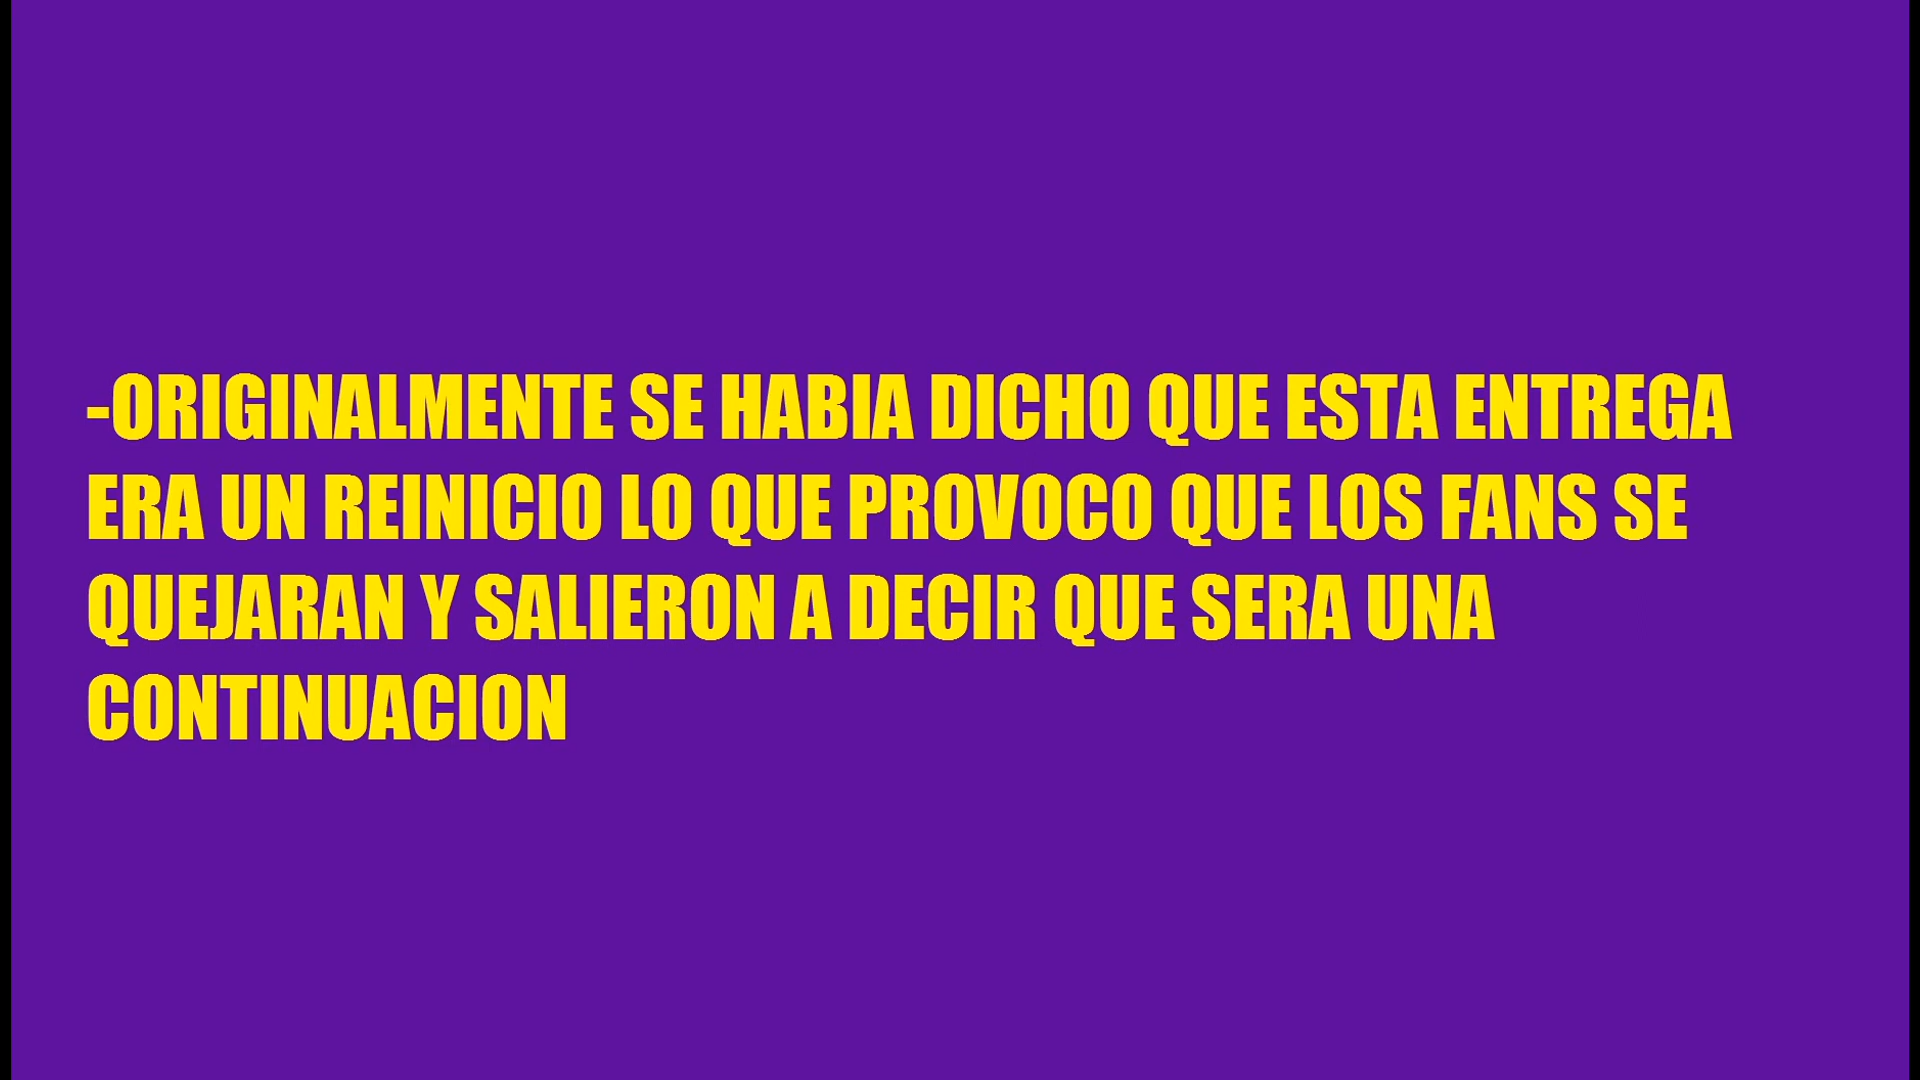 -ORIGINALMENTE SE HABIA DICHO QUE ESTA ENTREGA
ERA UN REINICIO LO QUE PROVOCO QUE LOS FANS SE
QUEJARAN Y SALIERON A DECIR QUE SERA UNA
CONTINUACION